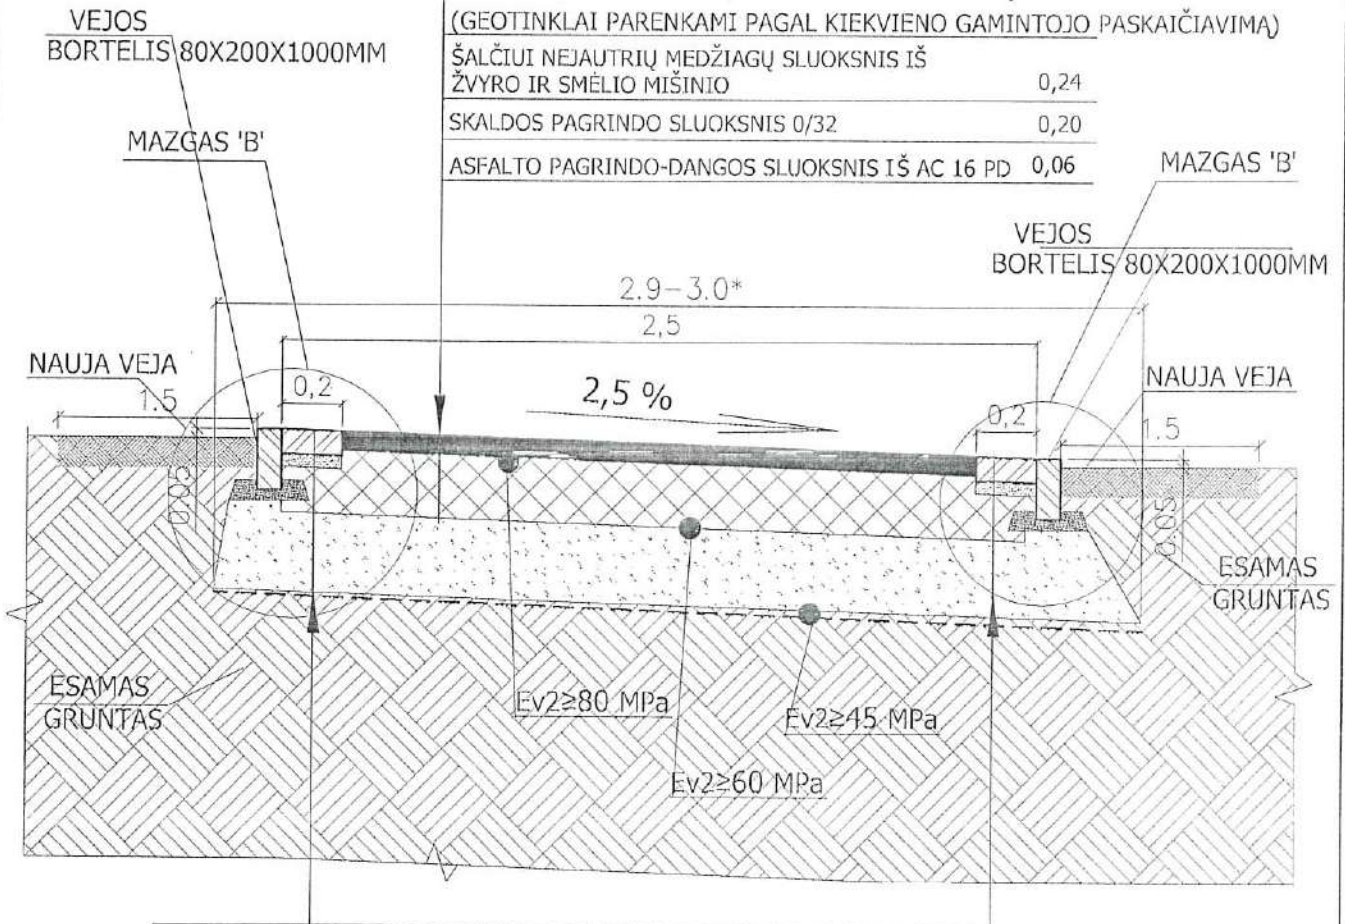 VEJOS
BORTELIS 80X200X1000MM
(GEOTINKLAI PARENKAMI PAGAL KIEKVIENO GAMINTOJO PASKAIČIAVIMĄ)
ŠALČIUI NEJAUTRIŲ MEDŽIAGŲ SLUOKSNIS IŠ
ŽVYRO IR SMĖLIO MIŠINIO 0,24
SKALDOS PAGRINDO SLUOKSNIS 0/32 0,20
ASFALTO PAGRINDO-DANGOS SLUOKSNIS IŠ AC 16 PD 0,06
MAZGAS 'B'
MAZGAS 'B'
VEJOS
BORTELIS 80X200X1000MM
2.9-3.0*
2,5
NAUJA VEJA
1.5
0,2
2,5 %
0,2
NAUJA VEJA
1.5
0.05
0.05
ESAMAS
GRUNTAS
ESAMAS
GRUNTAS
Ev2≥80 MPa
Ev2≥45 MPa
Ev2≥60 MPa